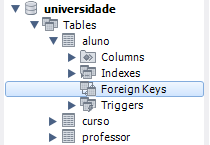 universidade
Tables
aluno
Columns
Indexes
Foreign Keys
Triggers
curso
professor